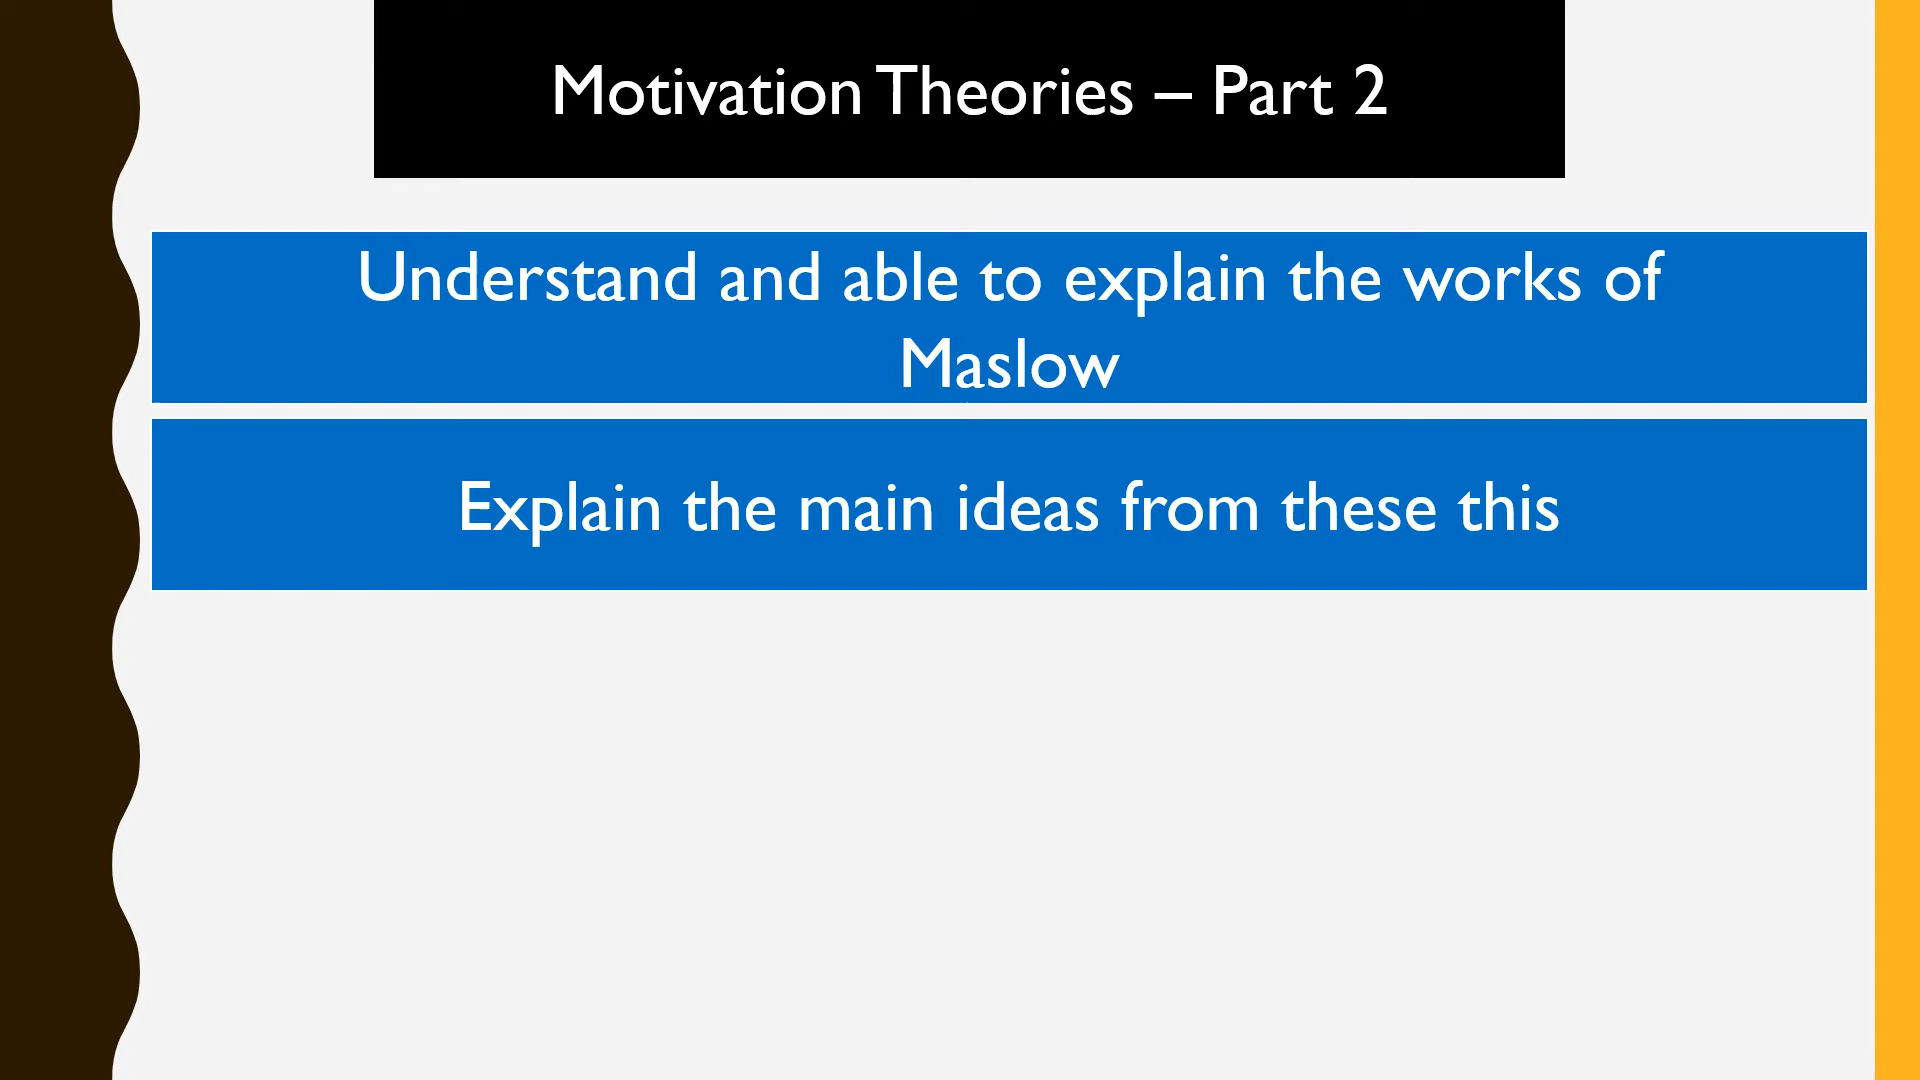 Motivation Theories – Part 2
Understand and able to explain the works of
Maslow
Explain the main ideas from these this